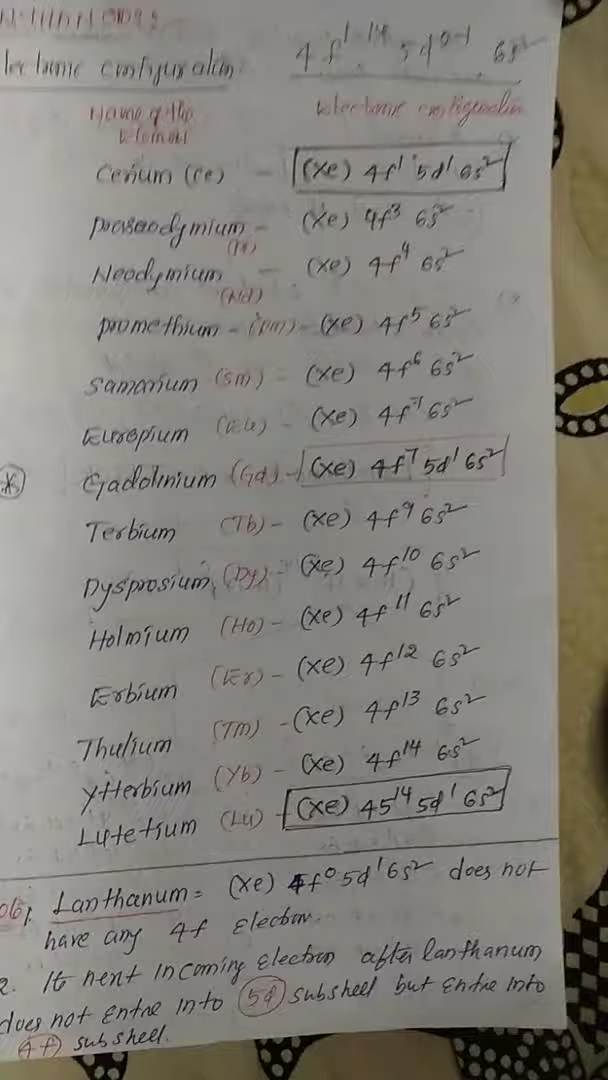 electronic configuration: 4f¹⁻¹⁴ 5d⁰⁻¹ 6s²
Name of the Element Electronic configuration
Cerium (Ce) - (Xe) 4f¹ 5d¹ 6s²
praseodymium - (Xe) 4f³ 6s²
(Pr)
Neodymium - (Xe) 4f⁴ 6s²
(Nd)
promethium - (pm) - (Xe) 4f⁵ 6s²
Samarium (sm) - (Xe) 4f⁶ 6s²
Europium (Eu) - (Xe) 4f⁷ 6s²
Gadolinium (Gd) - (Xe) 4f⁷ 5d¹ 6s²
Terbium (Tb) - (Xe) 4f⁹ 6s²
Dysprosium, (Dy) - (Xe) 4f¹⁰ 6s²
Holmium (Ho) - (Xe) 4f¹¹ 6s²
Erbium (Er) - (Xe) 4f¹² 6s²
Thulium (Tm) - (Xe) 4f¹³ 6s²
Ytterbium (Yb) - (Xe) 4f¹⁴ 6s²
Lutetium (Lu) - (Xe) 45¹⁴ 5d¹ 6s²
1. Lanthanum = (Xe) 4f⁰ 5d¹ 6s² does not
have any 4f electron.
2. Its next incoming electron after lanthanum
does not entre into 5d subshell but entre into
4f subshell.